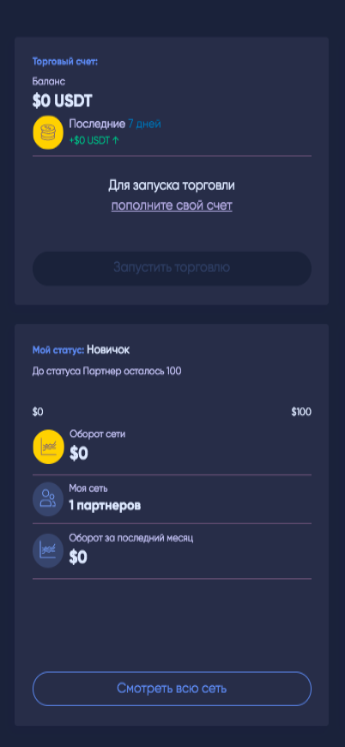 Торговый счет:
Баланс
$0 USDT
Последние 7 дней
+$0 USDT ↑
Для запуска торговли
пополните свой счет
Запустить торговлю
Мой статус: Новичок
До статуса Партнер осталось 100
$0 $100
Оборот сети
$0
Моя сеть
1 партнеров
Оборот за последний месяц
$0
Смотреть всю сеть